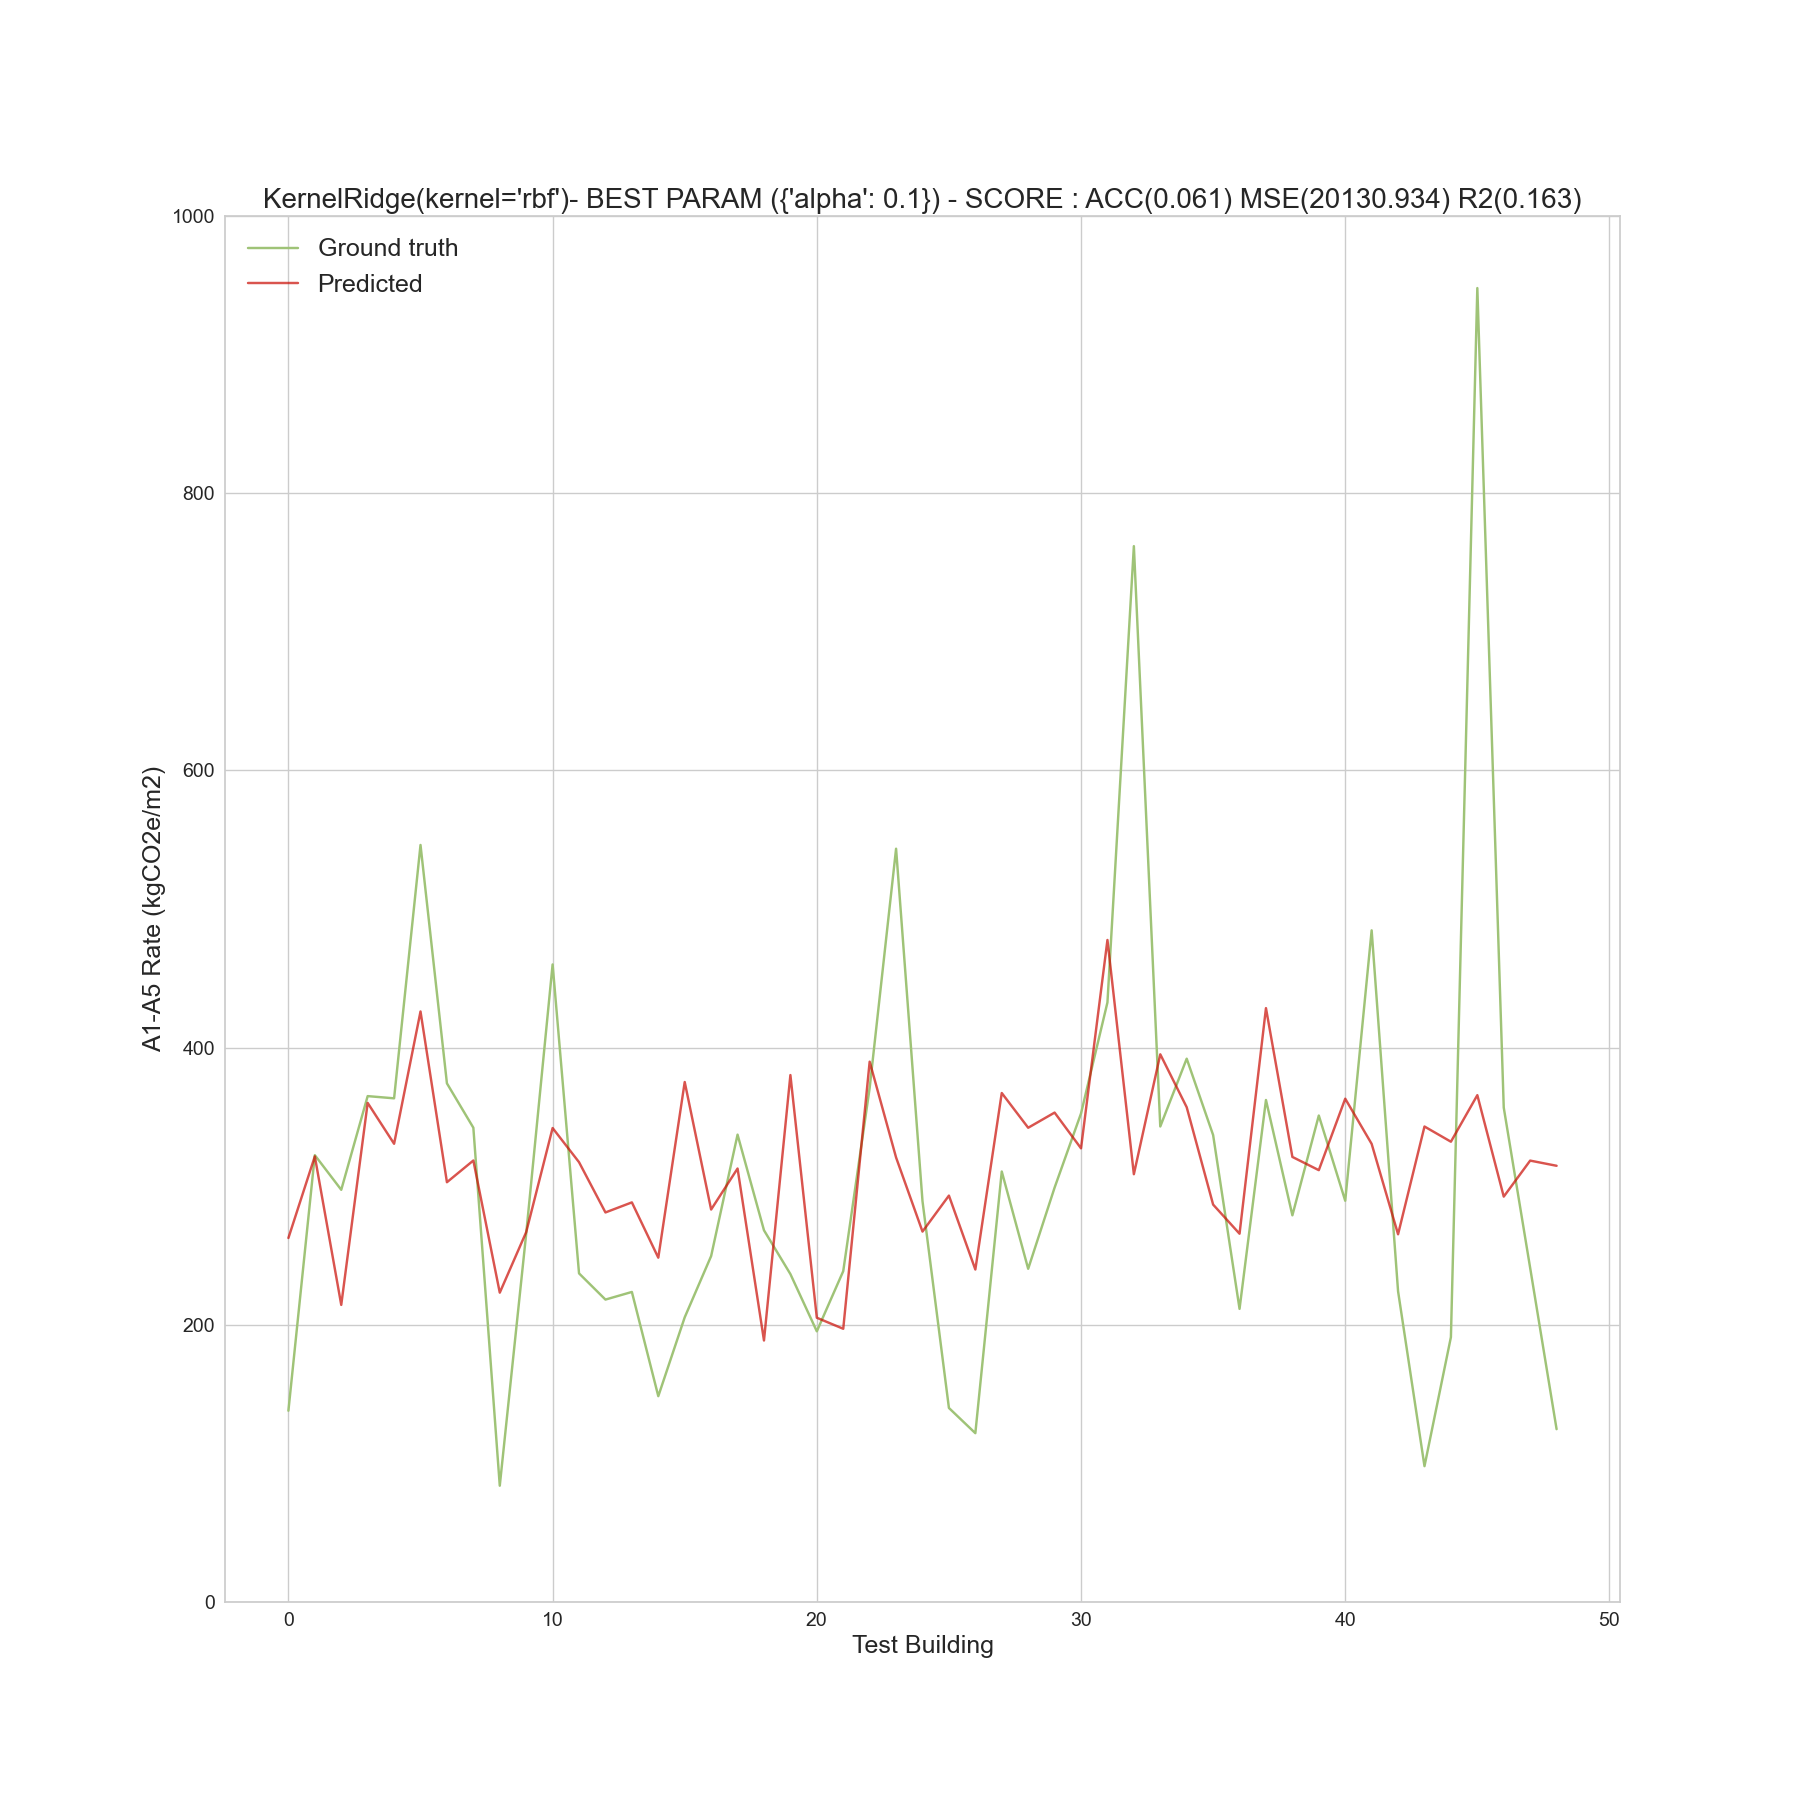 KernelRidge(kernel='rbf')- BEST PARAM ({'alpha': 0.1}) - SCORE : ACC(0.061) MSE(20130.934) R2(0.163)
Ground truth
Predicted
1000
800
600
400
200
0
A1-A5 Rate (kgCO2e/m2)
0 10 20 30 40 50
Test Building